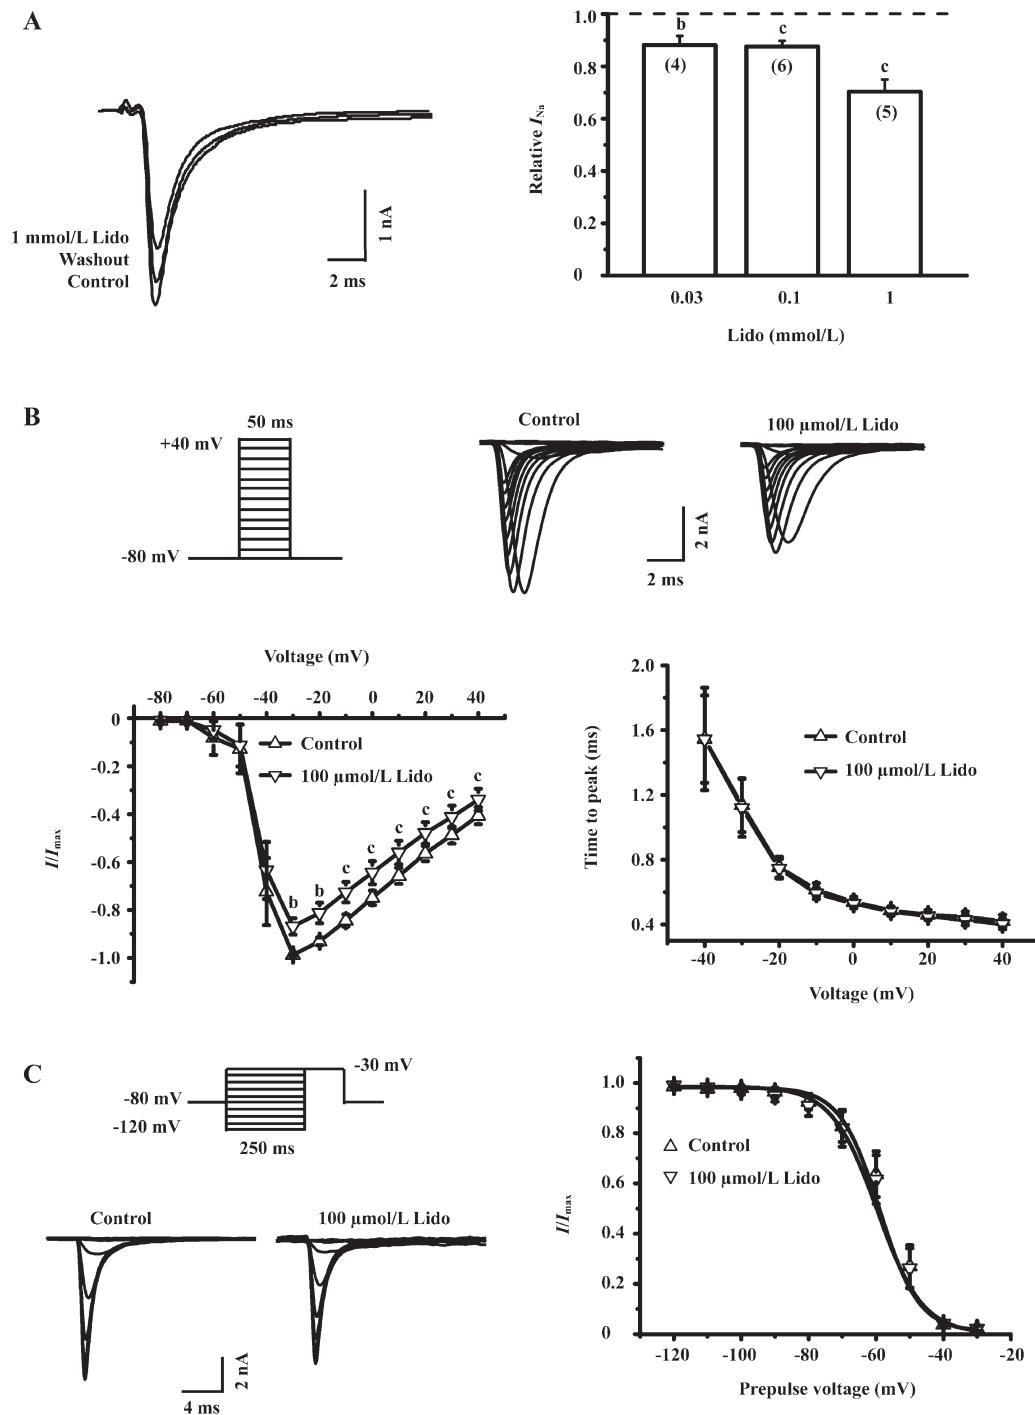 A
1 mmol/L Lido
Washout
Control
1 nA
2 ms
Relative INa
1.0
0.8
0.6
0.4
0.2
0
b
c
c
(4)
(6)
(5)
0.03
0.1
1
Lido (mmol/L)
B
50 ms
+40 mV
-80 mV
Control
100 µmol/L Lido
2 nA
2 ms
Voltage (mV)
-80 -60 -40 -20 0 20 40
0
-0.2
-0.4
-0.6
-0.8
-1.0
I/Imax
Control
100 µmol/L Lido
b b c c c c c c
Time to peak (ms)
2.0
1.6
1.2
0.8
0.4
Control
100 µmol/L Lido
-40 -20 0 20 40
Voltage (mV)
C
-30 mV
-80 mV
-120 mV
250 ms
Control
100 µmol/L Lido
2 nA
4 ms
I/Imax
1.0
0.8
0.6
0.4
0.2
0
Control
100 µmol/L Lido
-120 -100 -80 -60 -40 -20
Prepulse voltage (mV)